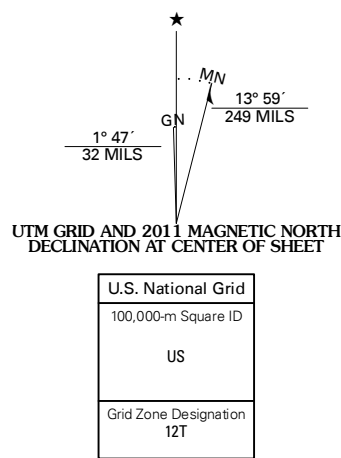 MN
GN
13° 59´
249 MILS
1° 47´
32 MILS
UTM GRID AND 2011 MAGNETIC NORTH
DECLINATION AT CENTER OF SHEET
U.S. National Grid
100,000-m Square ID
US
Grid Zone Designation
12T